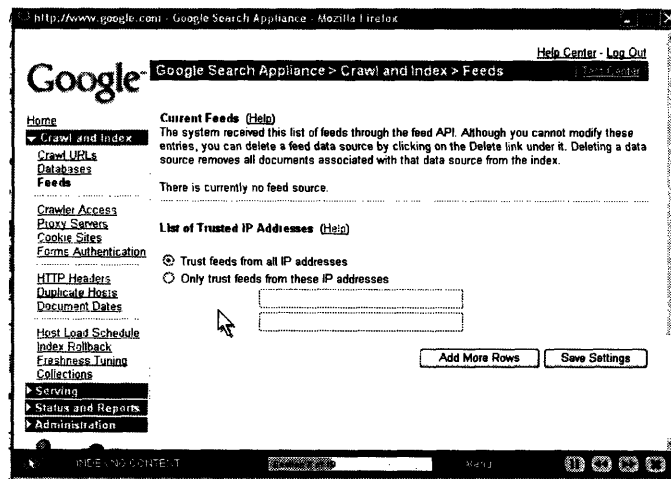 http://www.google.com - Google Search Appliance - Mozilla Firefox
Help Center - Log Out
Google
Google Search Appliance > Crawl and Index > Feeds
Test Center
Home
Crawl and Index
Crawl URLs
Databases
Feeds
Crawler Access
Proxy Servers
Cookie Sites
Forms Authentication
HTTP Headers
Duplicate Hosts
Document Dates
Host Load Schedule
Index Rollback
Freshness Tuning
Collections
Serving
Status and Reports
Administration
Current Feeds (Help)
The system received this list of feeds through the feed API. Although you cannot modify these
entries, you can delete a feed data source by clicking on the Delete link under it. Deleting a data
source removes all documents associated with that data source from the index.
There is currently no feed source.
List of Trusted IP Addresses (Help)
Trust feeds from all IP addresses
Only trust feeds from these IP addresses
Add More Rows
Save Settings
INDEXING CONTENT